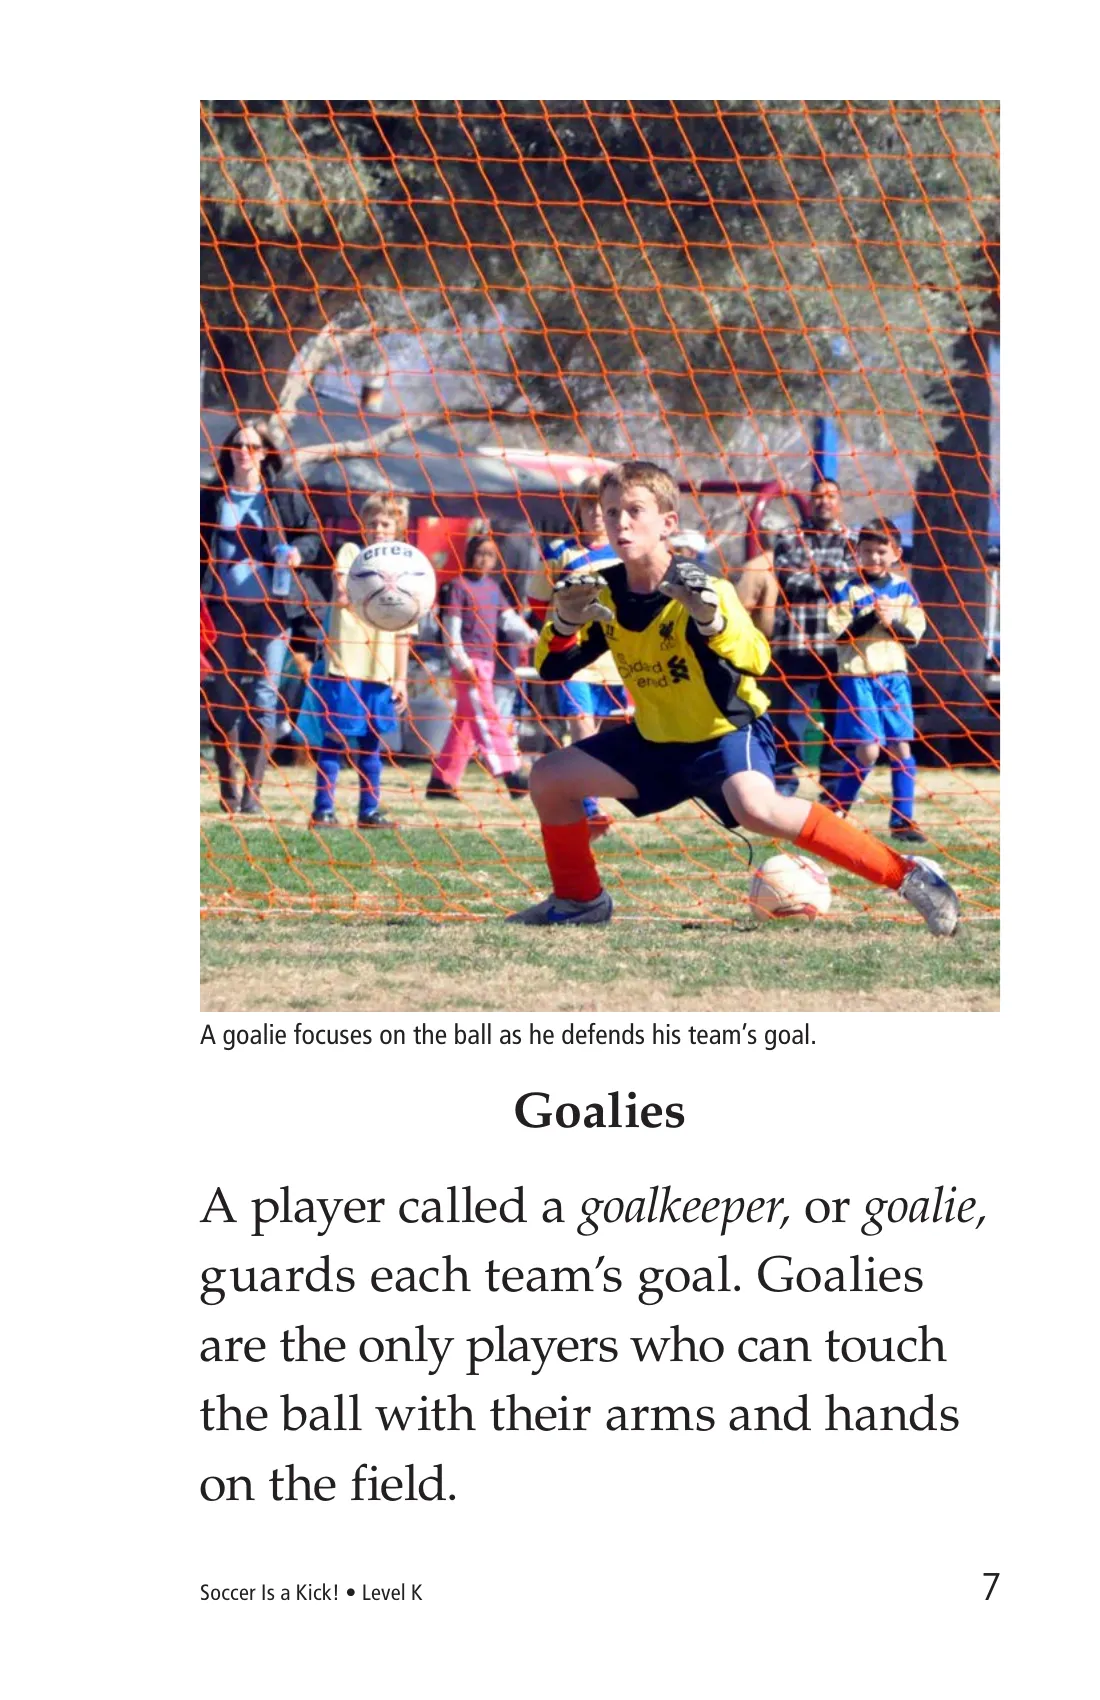 errea
A goalie focuses on the ball as he defends his team’s goal.
Goalies
A player called a goalkeeper, or goalie,
guards each team’s goal. Goalies
are the only players who can touch
the ball with their arms and hands
on the field.
Soccer Is a Kick! • Level K
7